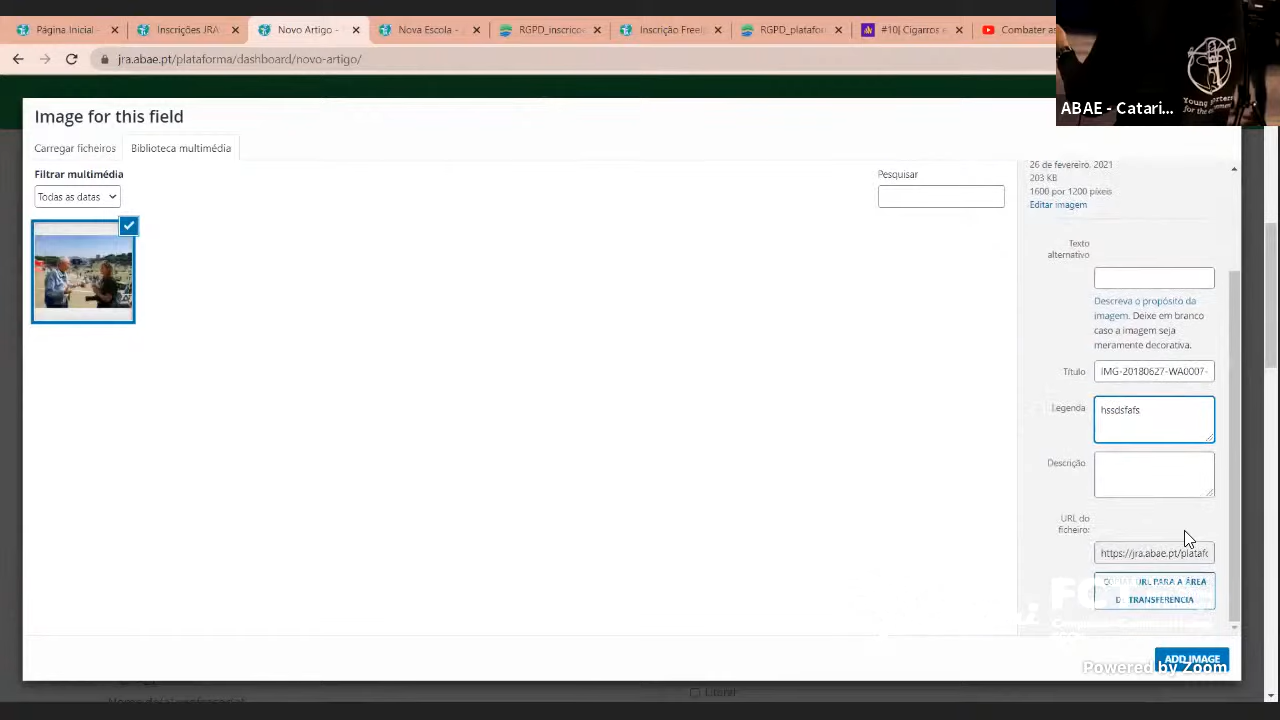 Página Inicial -
Inscrições JRA
Novo Artigo -
Nova Escola -
RGPD_inscrico
Inscrição Freel
RGPD_platafor
#10| Cigarros e
Combater as
jra.abae.pt/plataforma/dashboard/novo-artigo/
ABAE - Catari...
Image for this field
Carregar ficheiros
Biblioteca multimédia
Filtrar multimédia
Todas as datas
Pesquisar
26 de fevereiro, 2021
203 KB
1600 por 1200 píxeis
Editar imagem
Texto
alternativo
Descreva o propósito da
imagem. Deixe em branco
caso a imagem seja
meramente decorativa.
Título
IMG-20180627-WA0007-
Legenda
hssdsfafs
Descrição
URL do
ficheiro:
https://jra.abae.pt/platafo
URL PARA A ÁREA
DE TRANSFERÊNCIA
ADD IMAGE
Powered by Zoom
Litoral